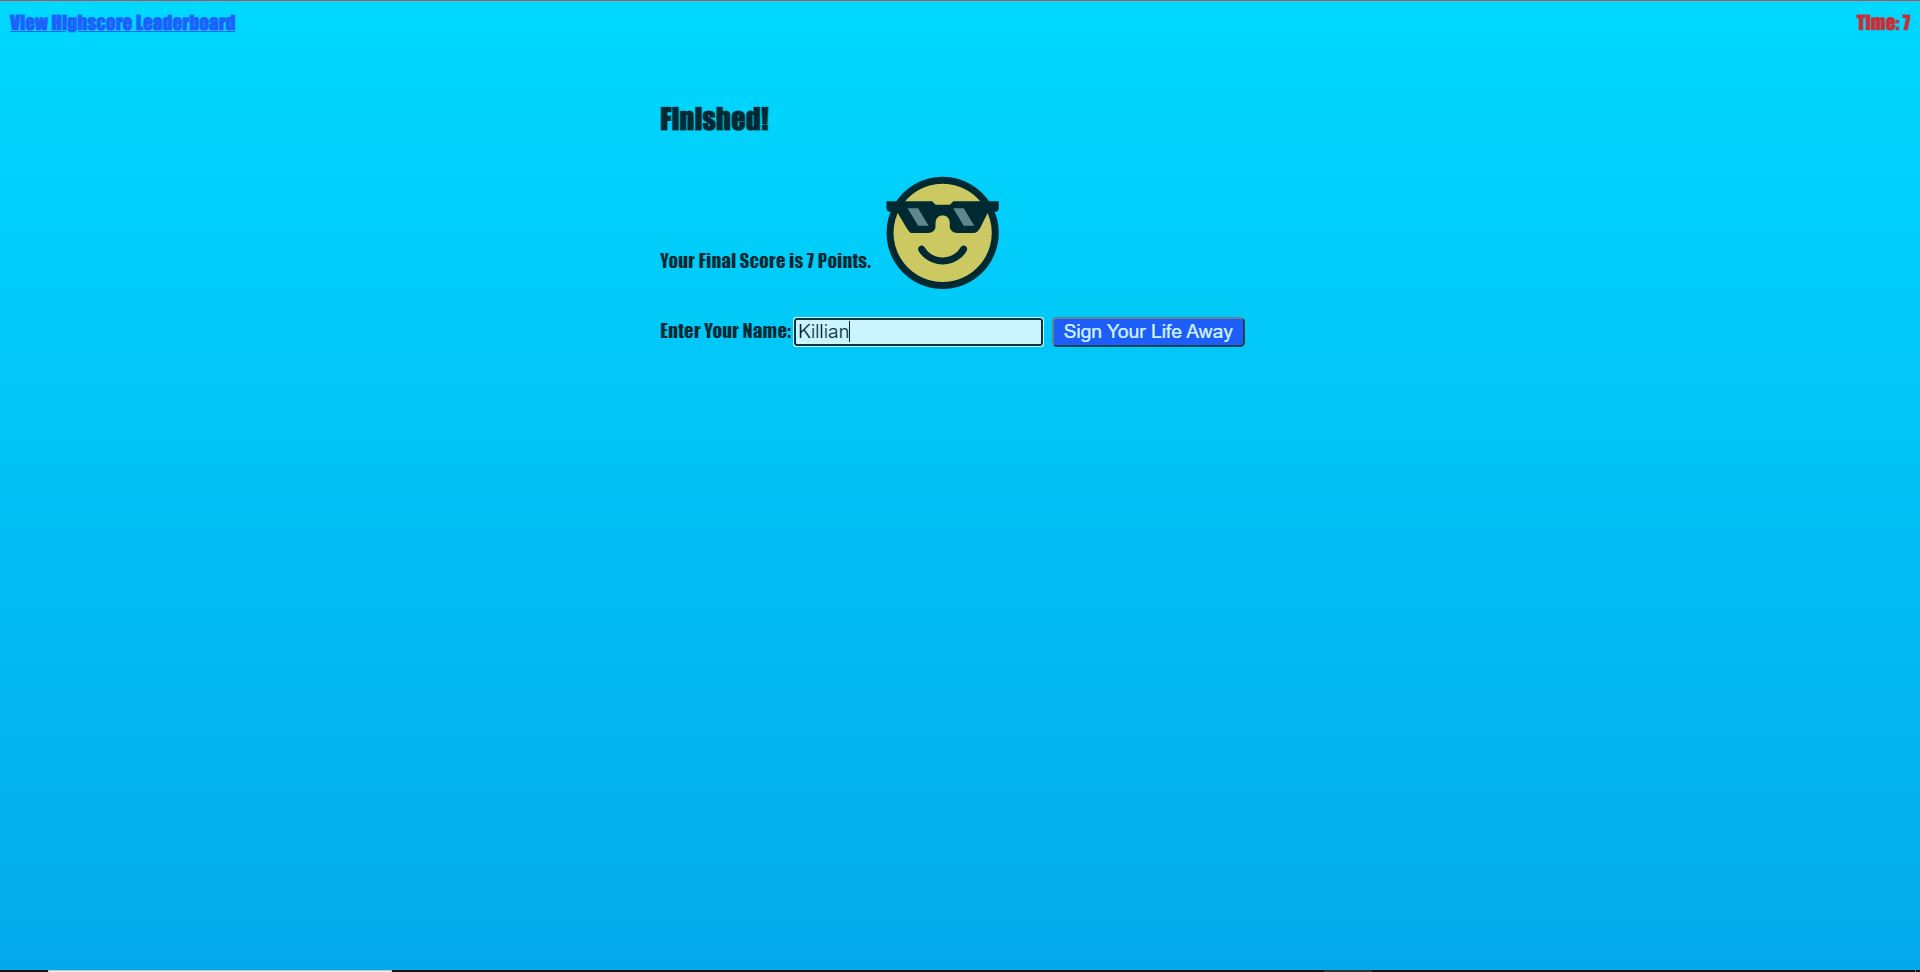 View Highscore Leaderboard
Time: 7
Finished!
Your Final Score is 7 Points.
Enter Your Name: Killian Sign Your Life Away